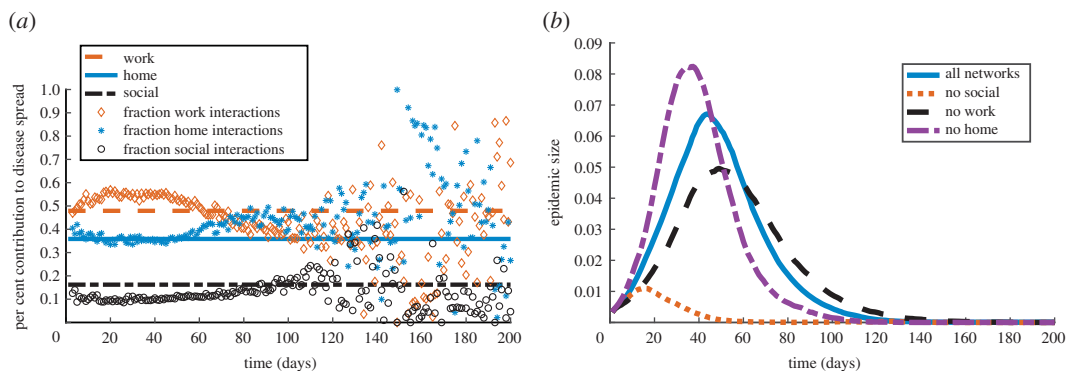 (a)
work
home
social
fraction work interactions
fraction home interactions
fraction social interactions
per cent contribution to disease spread
1.0
0.9
0.8
0.7
0.6
0.5
0.4
0.3
0.2
0.1
0 20 40 60 80 100 120 140 160 180 200
time (days)
(b)
all networks
no social
no work
no home
epidemic size
0.09
0.08
0.07
0.06
0.05
0.04
0.03
0.02
0.01
0 20 40 60 80 100 120 140 160 180 200
time (days)